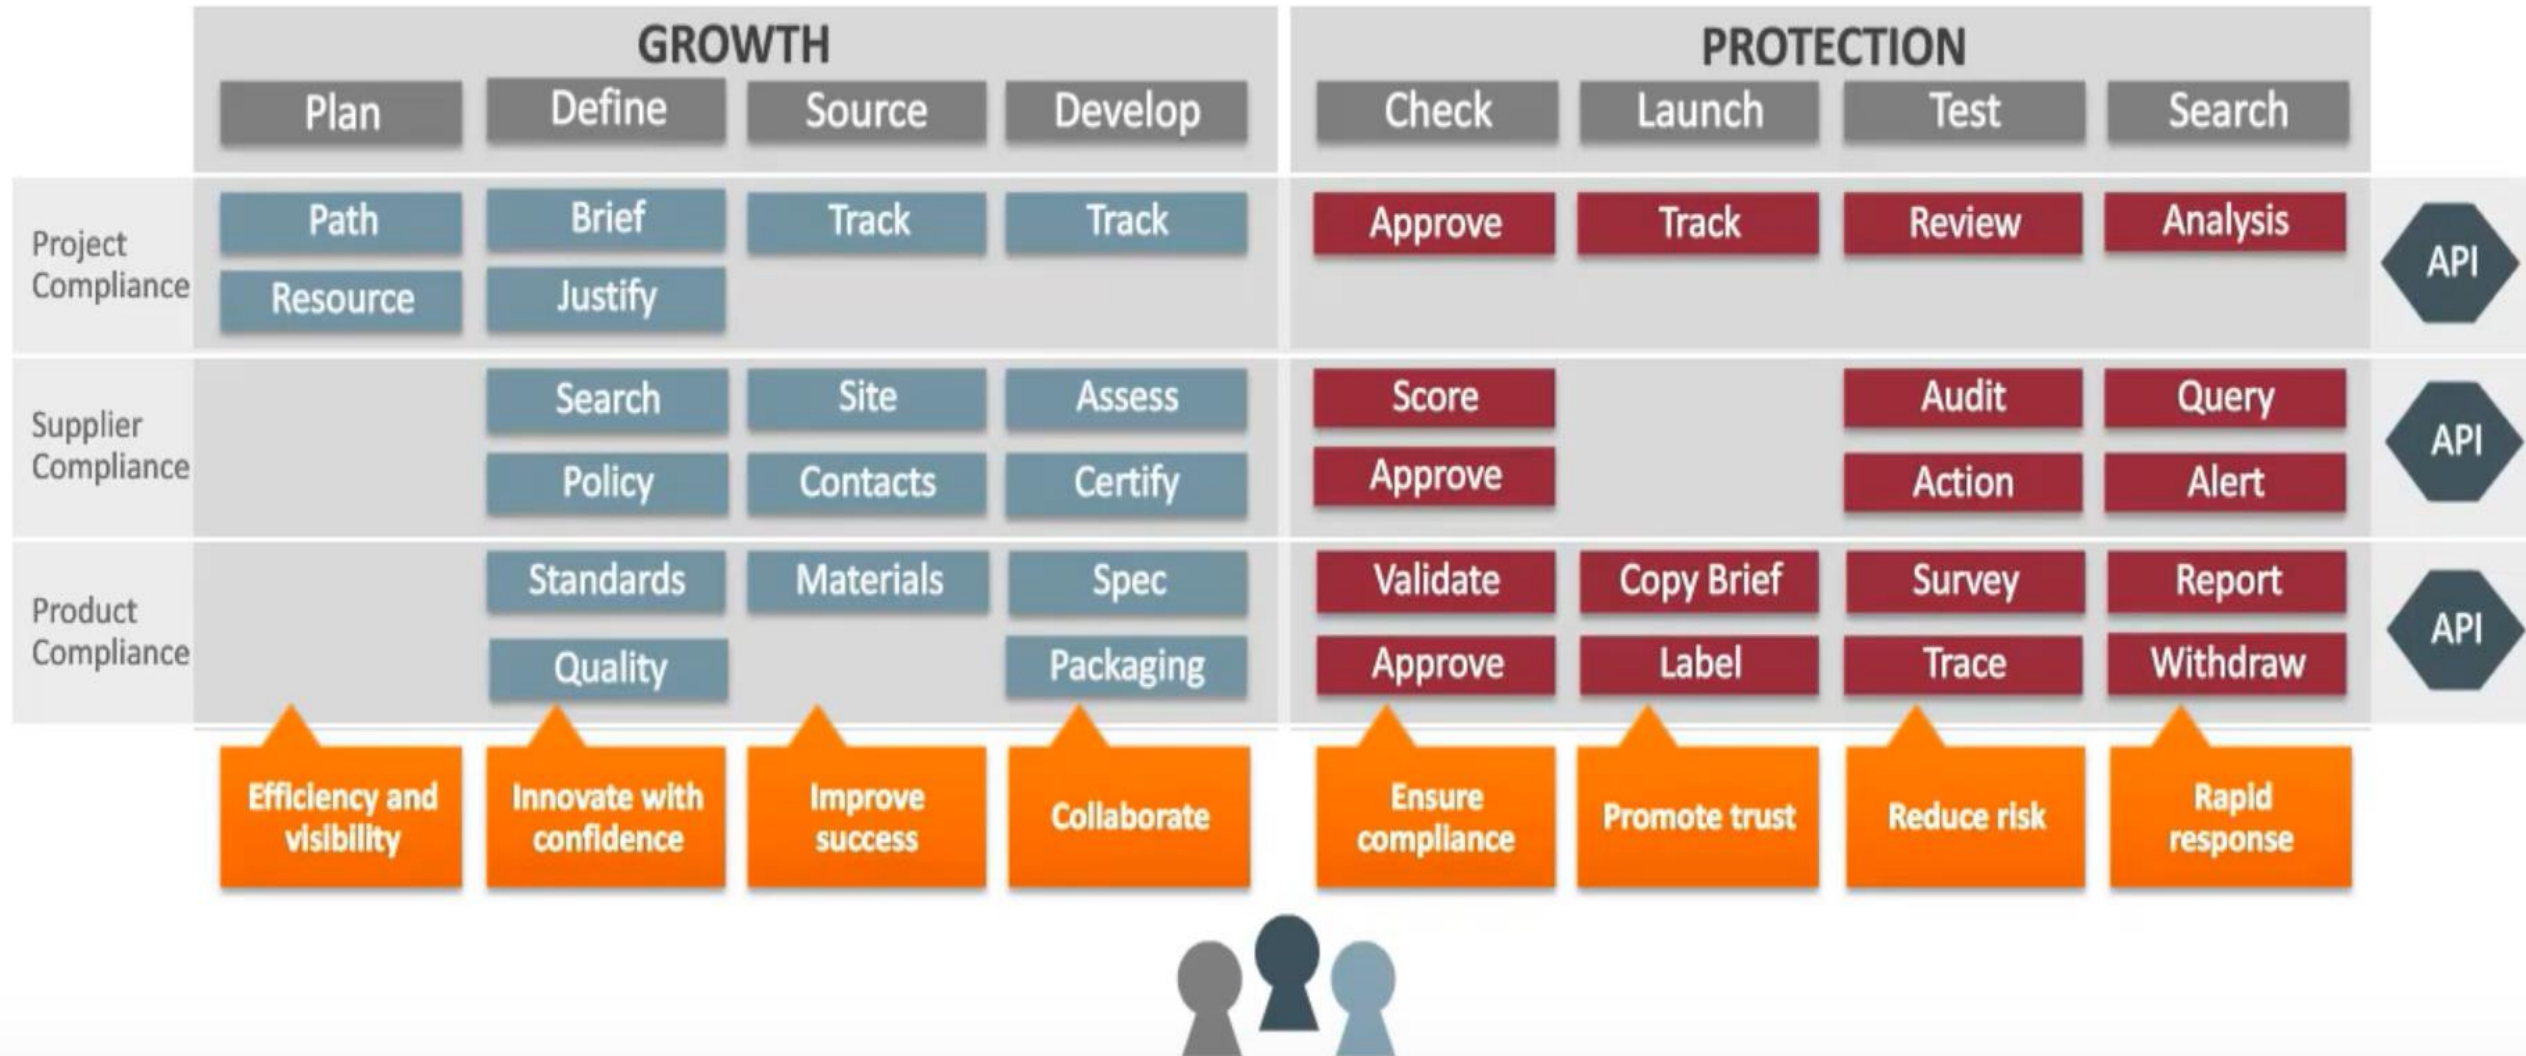 GROWTH
PROTECTION
Plan
Define
Source
Develop
Check
Launch
Test
Search
Project
Compliance
Path
Brief
Track
Track
Approve
Track
Review
Analysis
API
Resource
Justify
Supplier
Compliance
Search
Site
Assess
Score
Audit
Query
API
Policy
Contacts
Certify
Approve
Action
Alert
Product
Compliance
Standards
Materials
Spec
Validate
Copy Brief
Survey
Report
API
Quality
Packaging
Approve
Label
Trace
Withdraw
Efficiency and
visibility
Innovate with
confidence
Improve
success
Collaborate
Ensure
compliance
Promote trust
Reduce risk
Rapid
response